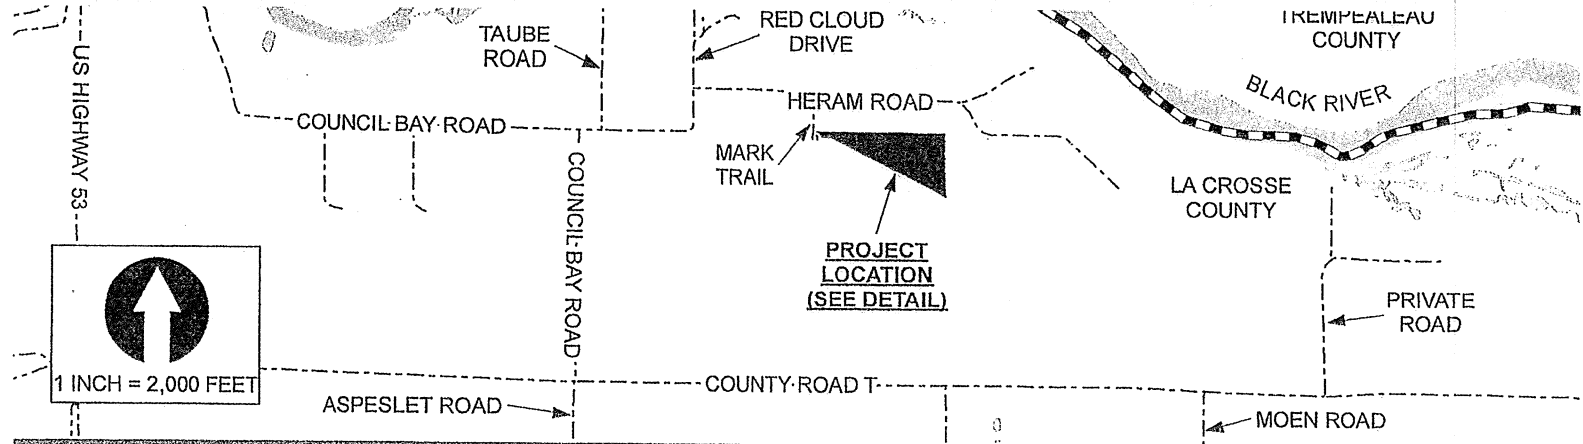 TAUBE
ROAD
RED CLOUD
DRIVE
TREMPEALEAU
COUNTY
US HIGHWAY 53
BLACK RIVER
HERAM ROAD
COUNCIL BAY ROAD
MARK
TRAIL
COUNCIL BAY ROAD
LA CROSSE
COUNTY
PROJECT
LOCATION
(SEE DETAIL)
PRIVATE
ROAD
1 INCH = 2,000 FEET
COUNTY ROAD T
ASPESLET ROAD
MOEN ROAD